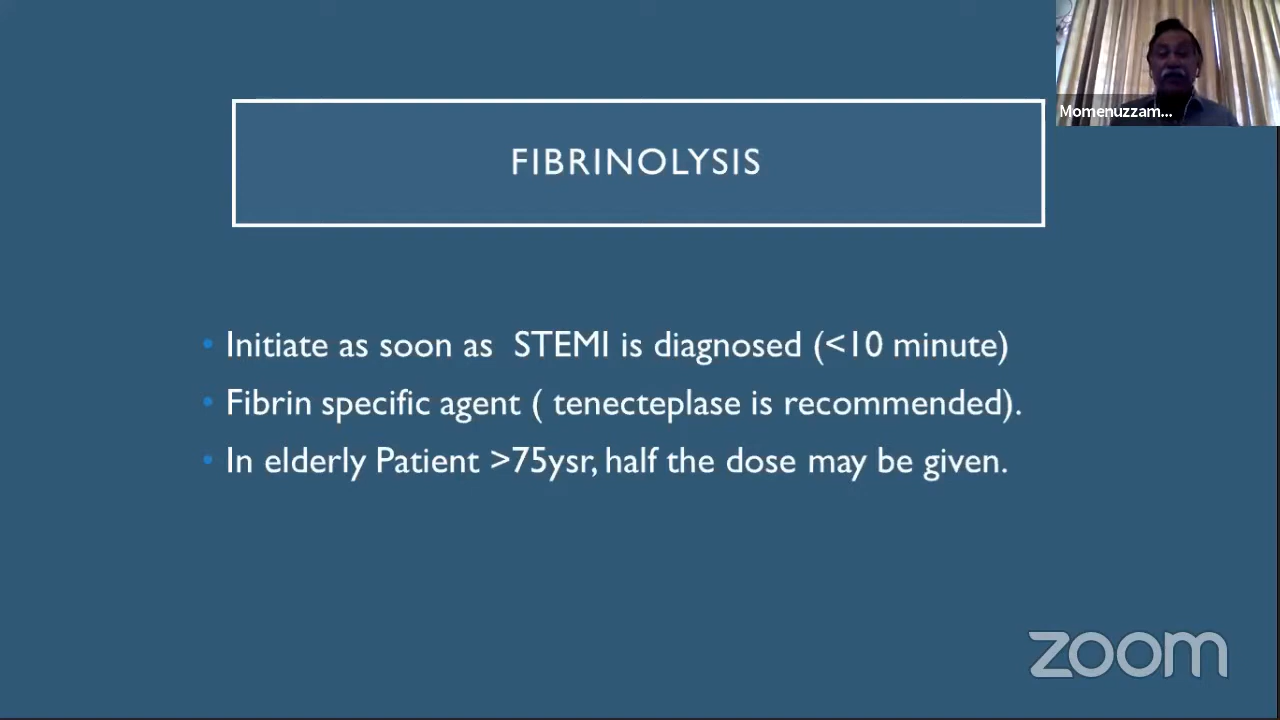 Momenuzzam...
FIBRINOLYSIS
• Initiate as soon as  STEMI is diagnosed (<10 minute)
• Fibrin specific agent ( tenecteplase is recommended).
• In elderly Patient >75ysr, half the dose may be given.
zoom